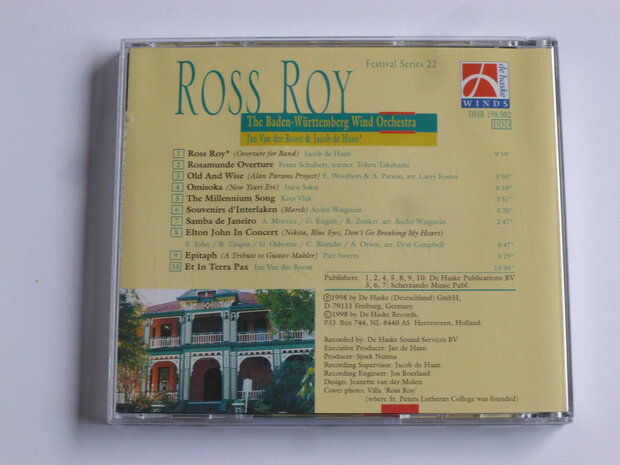 Festival Series 22
ROSS ROY
The Baden-Württemberg Wind Orchestra
Jan Van der Roost & Jacob de Haan*
de haske
WINDS
DHR 198.002
DDD
1 Ross Roy* (Overture for Band) Jacob de Haan 9'19"
2 Rosamunde Overture Franz Schubert, transcr. Tohru Takahashi
3 Old And Wise (Alan Parsons Project) E. Woolfson & A. Parson, arr. Larry Foster 2'50"
4 Omisoka (New Years Eve) Itaru Sakai 8'10"
5 The Millennium Song Kees Vlak 3'51"
6 Souvenirs d'Interlaken (March) André Waignein 4'20"
7 Samba de Janeiro A. Moreira / G. Engels / R. Zenker, arr. André Waignein 2'47"
8 Elton John In Concert (Nikita, Blue Eyes, Don't Go Breaking My Heart)
E. John / B. Taupin / G. Osborne / C. Blanche / A. Orson, arr. Don Campbell 6'47"
9 Epitaph (A Tribute to Gustav Mahler) Piet Swerts 3'29"
10 Et In Terra Pax Jan Van der Roost 13'48"
Publishers: 1, 2, 4, 5, 8, 9, 10: De Haske Publications BV
3, 6, 7: Scherzando Music Publ.
℗1998 by De Haske (Deutschland) GmbH,
D-79111 Freiburg, Germany
©1998 by De Haske Records,
P.O. Box 744, NL-8440 AS Heerenveen, Holland.
Recorded by: De Haske Sound Services BV
Executive Producer: Jan de Haan
Producer: Sjoek Nutma
Recording Supervisor: Jacob de Haan
Recording Engineer: Jos Boerland
Design: Jeanette van der Molen
Cover photo: Villa 'Ross Roy'
(where St. Peters Lutheran College was founded)